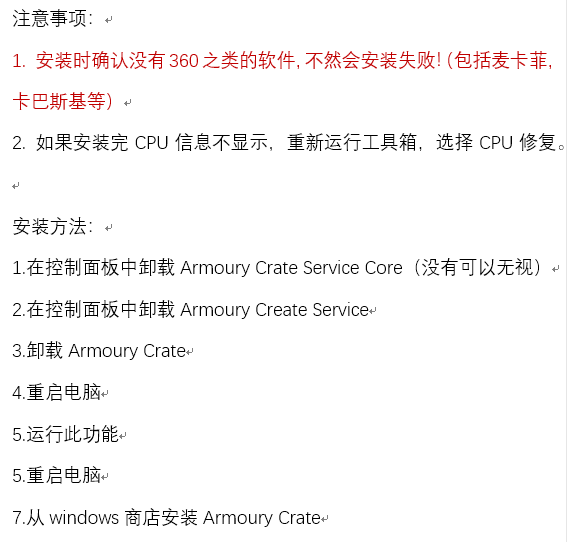 注意事项：
1. 安装时确认没有 360 之类的软件, 不然会安装失败!（包括麦卡菲,
卡巴斯基等）
2. 如果安装完 CPU 信息不显示，重新运行工具箱，选择 CPU 修复。
安装方法：
1.在控制面板中卸载 Armoury Crate Service Core（没有可以无视）
2.在控制面板中卸载 Armoury Create Service
3.卸载 Armoury Crate
4.重启电脑
5.运行此功能
5.重启电脑
7.从 windows 商店安装 Armoury Crate